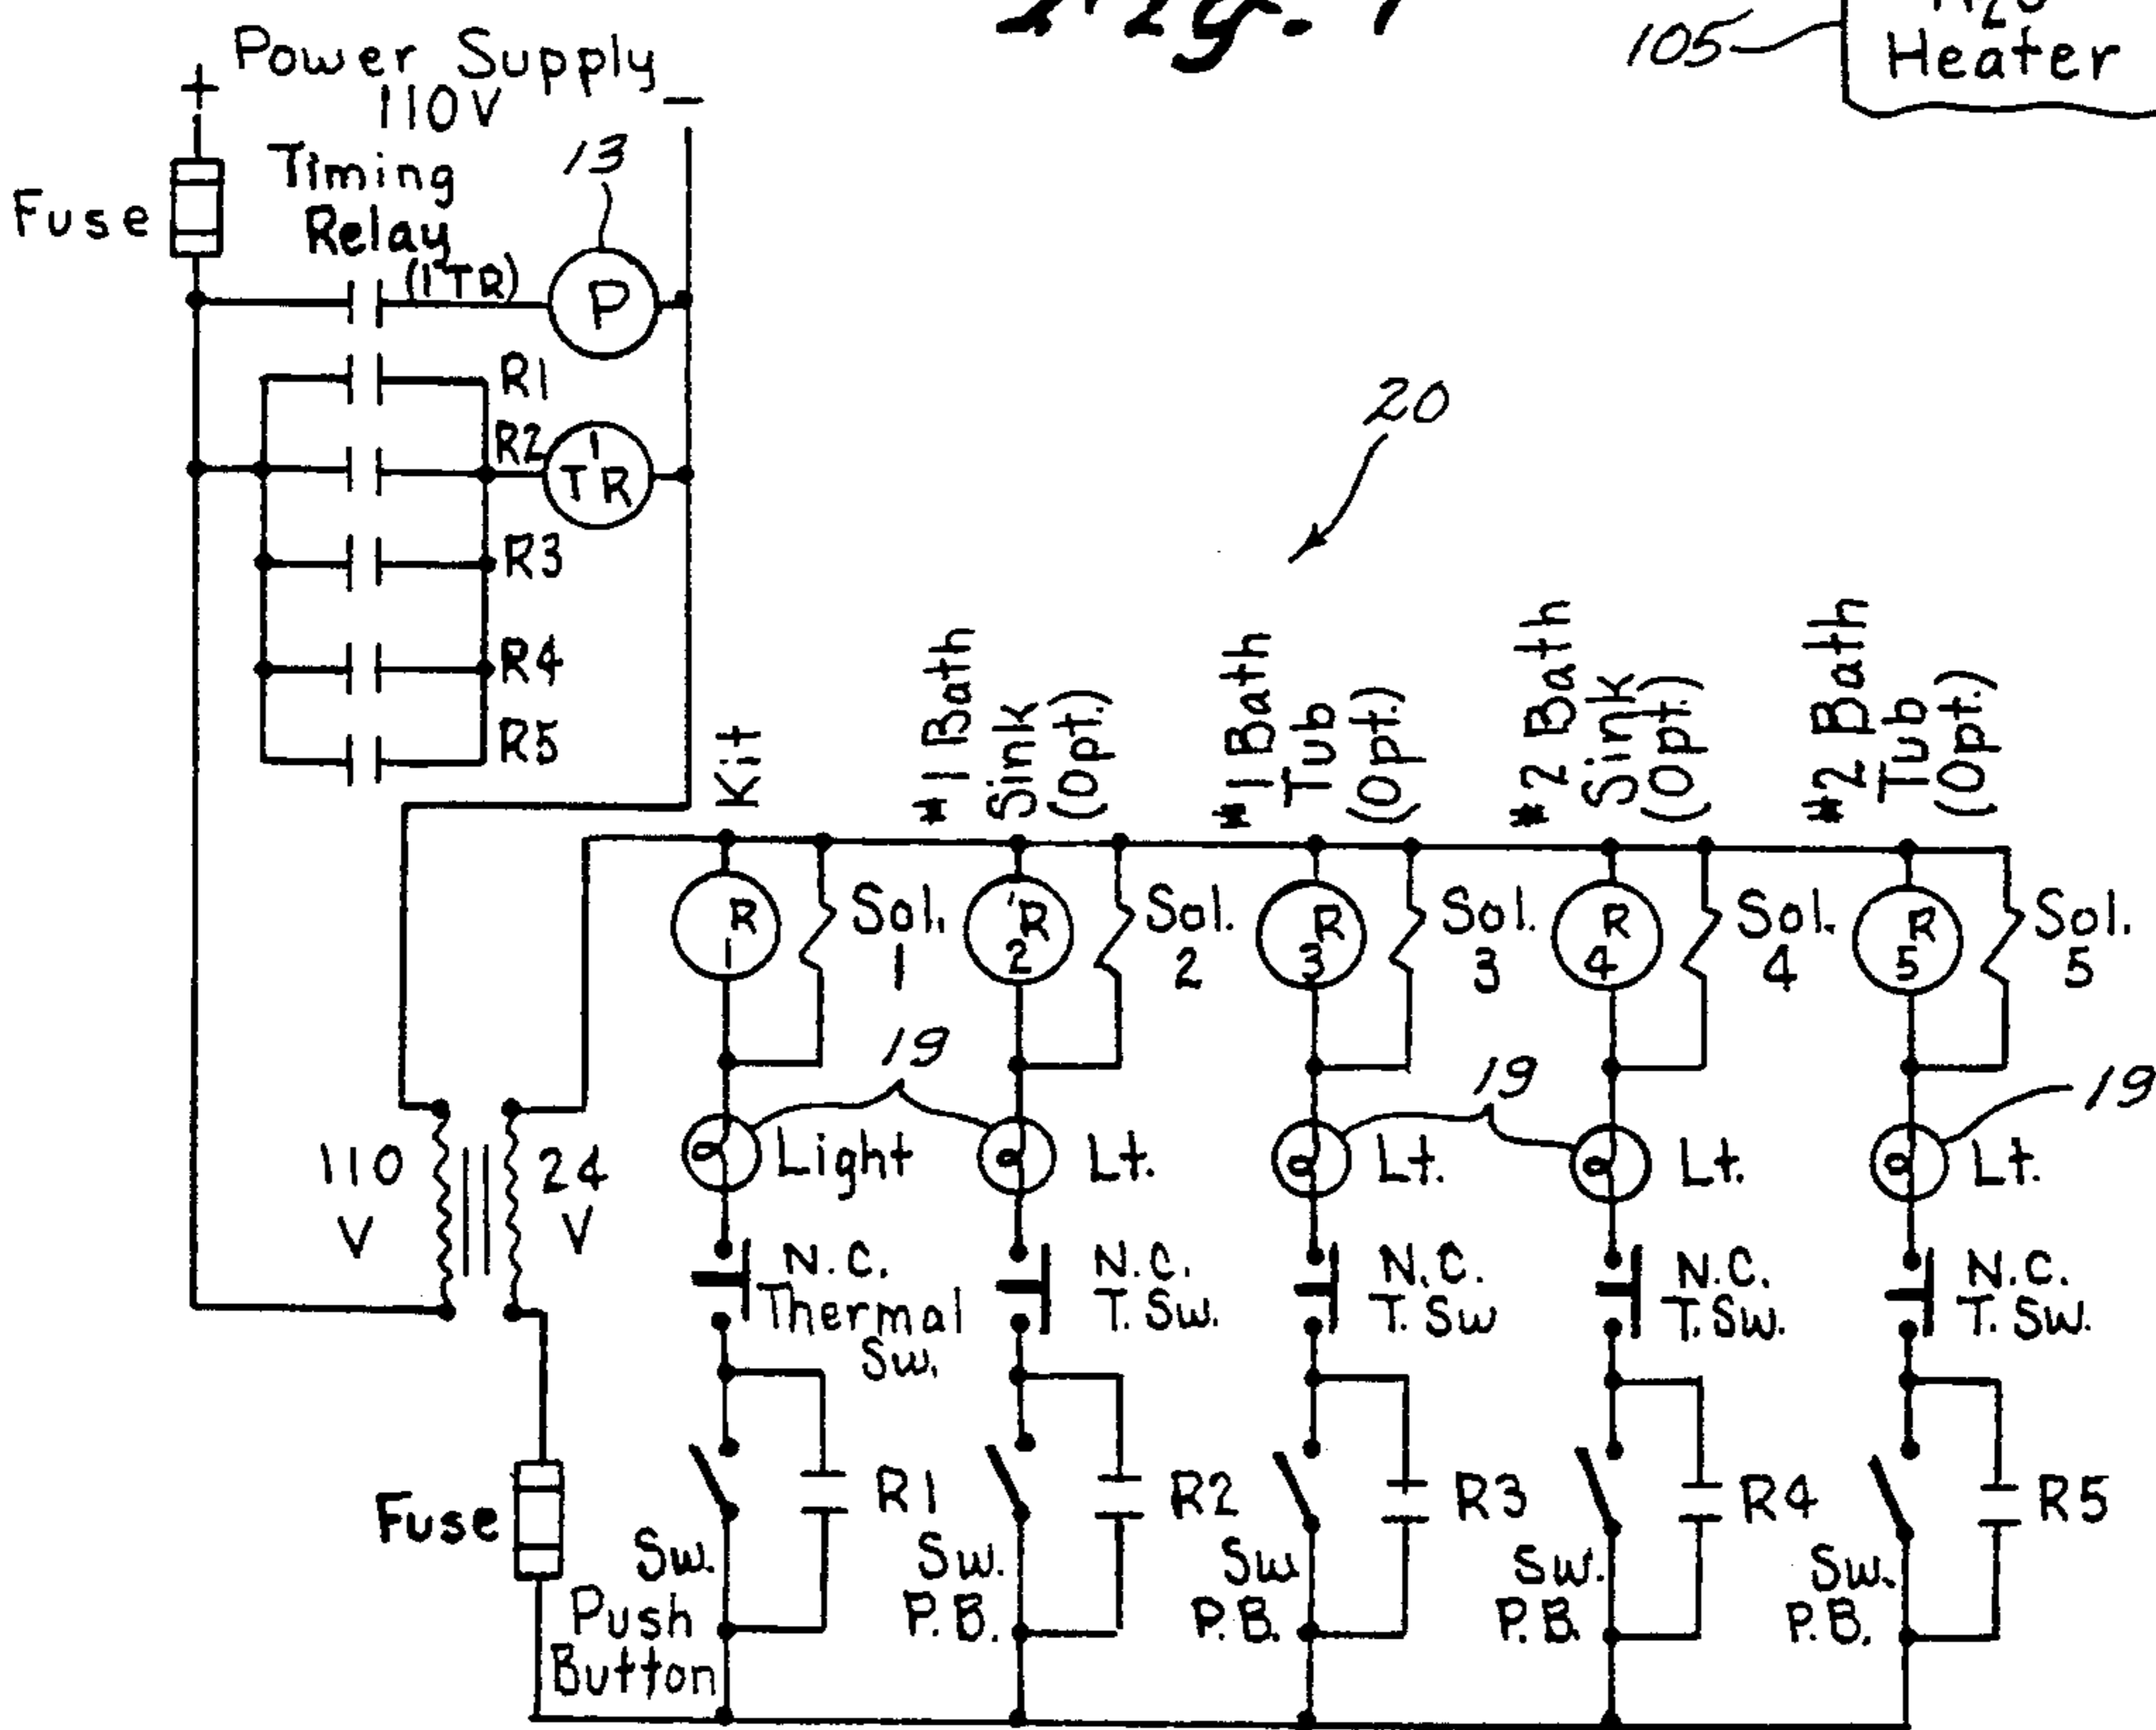 105
Heater
+ Power Supply -
110V
Fuse
Timing
Relay
(1TR)
13
P
R1
R2
1
TR
R3
R4
R5
20
Kit
#1 Bath
Sink
(Opt.)
#1 Bath
Tub
(Opt.)
#2 Bath
Sink
(Opt.)
#2 Bath
Tub
(Opt.)
R
1
Sol.
1
R
2
Sol.
2
R
3
Sol.
3
R
4
Sol.
4
R
5
Sol.
5
19
19
19
110
V
24
V
Light
Lt.
Lt.
Lt.
Lt.
N.C.
Thermal
Sw.
N.C.
T. Sw.
N.C.
T. Sw
N.C.
T. Sw.
N.C.
T. Sw.
Fuse
Sw.
Push
Button
R1
Sw.
P.B.
R2
Sw
P.B.
R3
Sw.
P.B.
R4
Sw.
P.B.
R5